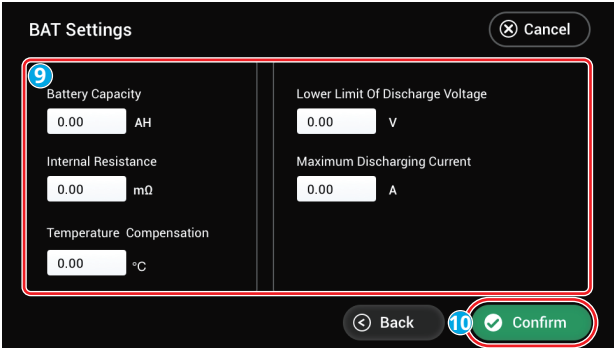 BAT Settings
Cancel
9
Battery Capacity
0.00 AH
Internal Resistance
0.00 mΩ
Temperature Compensation
0.00 °C
Lower Limit Of Discharge Voltage
0.00 V
Maximum Discharging Current
0.00 A
Back
10
Confirm